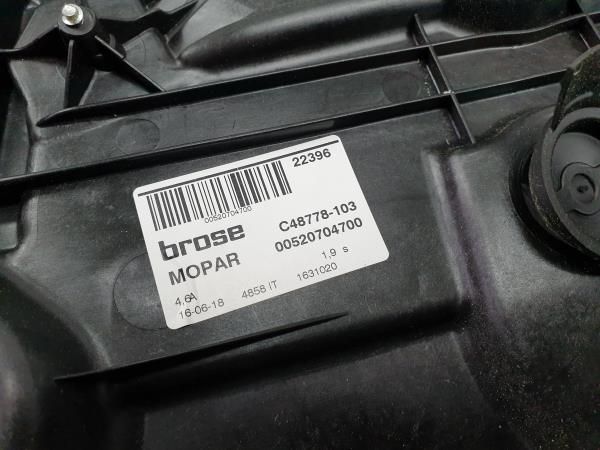 22396
00520704700
brose C48778-103
MOPAR 00520704700
4,6A 1,9 s
16-06-18 4858 IT 1631020